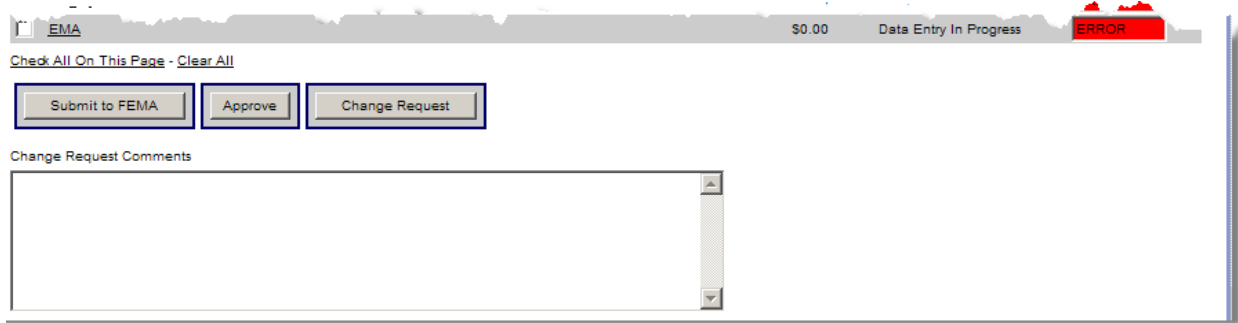 EMA $0.00 Data Entry In Progress ERROR
Check All On This Page - Clear All
Submit to FEMA Approve Change Request
Change Request Comments